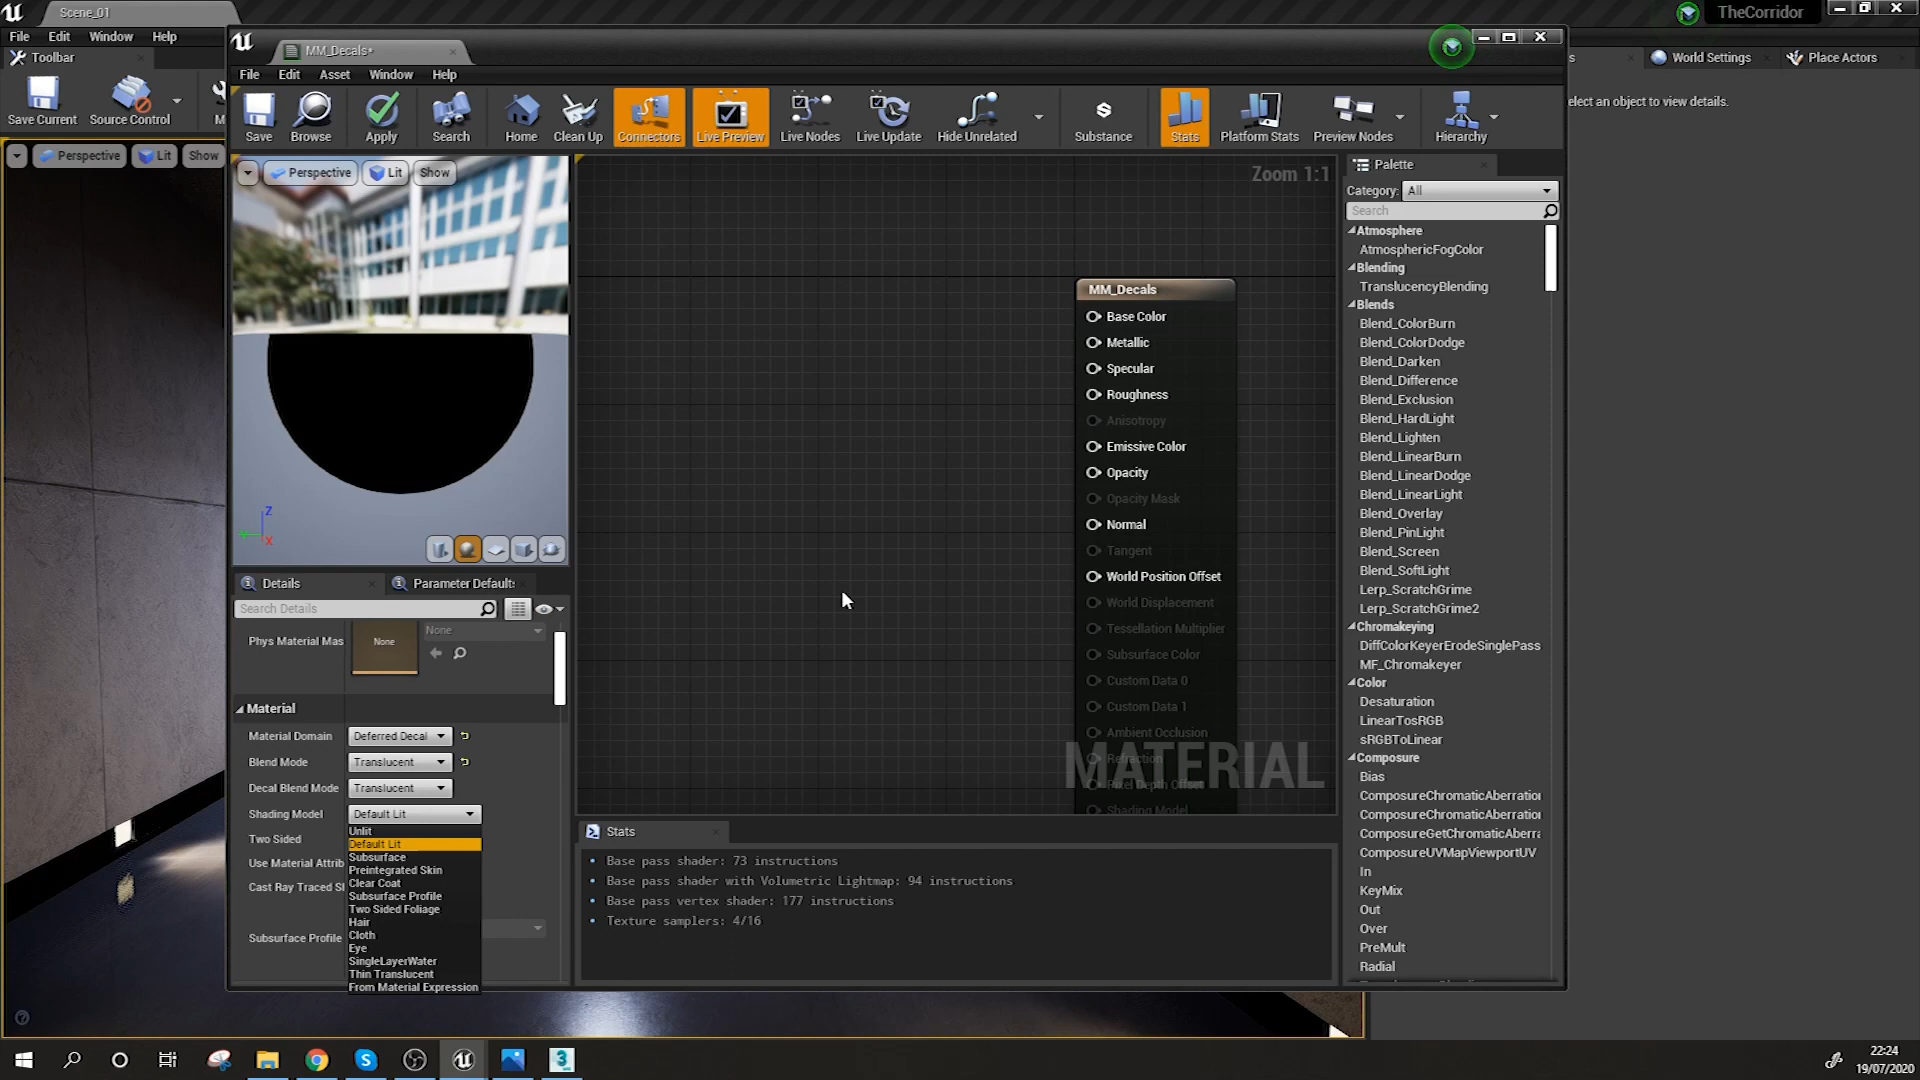 Scene_01
TheCorridor
File Edit Window Help
Toolbar
Save Current
Source Control
Perspective
Lit
Show
World Settings
Place Actors
elect an object to view details.
MM_Decals*
File Edit Asset Window Help
Save
Browse
Apply
Search
Home
Clean Up
Connectors
Live Preview
Live Nodes
Live Update
Hide Unrelated
Substance
Stats
Platform Stats
Preview Nodes
Hierarchy
Perspective
Lit
Show
Z
X
Zoom 1:1
MM_Decals
Base Color
Metallic
Specular
Roughness
Anisotropy
Emissive Color
Opacity
Opacity Mask
Normal
Tangent
World Position Offset
World Displacement
Tessellation Multiplier
Subsurface Color
Custom Data 0
Custom Data 1
Ambient Occlusion
Refraction
Pixel Depth Offset
Shading Model
MATERIAL
Details
Parameter Default
Search Details
Phys Material Mas
None
None
Material
Material Domain
Deferred Decal
Blend Mode
Translucent
Decal Blend Mode
Translucent
Shading Model
Default Lit
Two Sided
Use Material Attrib
Cast Ray Traced Sl
Subsurface Profile
Unlit
Default Lit
Subsurface
Preintegrated Skin
Clear Coat
Subsurface Profile
Two Sided Foliage
Hair
Cloth
Eye
SingleLayerWater
Thin Translucent
From Material Expression
Stats
Base pass shader: 73 instructions
Base pass shader with Volumetric Lightmap: 94 instructions
Base pass vertex shader: 177 instructions
Texture samplers: 4/16
Palette
Category: All
Search
Atmosphere
AtmosphericFogColor
Blending
TranslucencyBlending
Blends
Blend_ColorBurn
Blend_ColorDodge
Blend_Darken
Blend_Difference
Blend_Exclusion
Blend_HardLight
Blend_Lighten
Blend_LinearBurn
Blend_LinearDodge
Blend_LinearLight
Blend_Overlay
Blend_PinLight
Blend_Screen
Blend_SoftLight
Lerp_ScratchGrime
Lerp_ScratchGrime2
Chromakeying
DiffColorKeyerErodeSinglePass
MF_Chromakeyer
Color
Desaturation
LinearTosRGB
sRGBToLinear
Composure
Bias
ComposureChromaticAberration
ComposureChromaticAberration
ComposureGetChromaticAberra
ComposureUVMapViewportUV
In
KeyMix
Out
Over
PreMult
Radial
22:24
19/07/2020